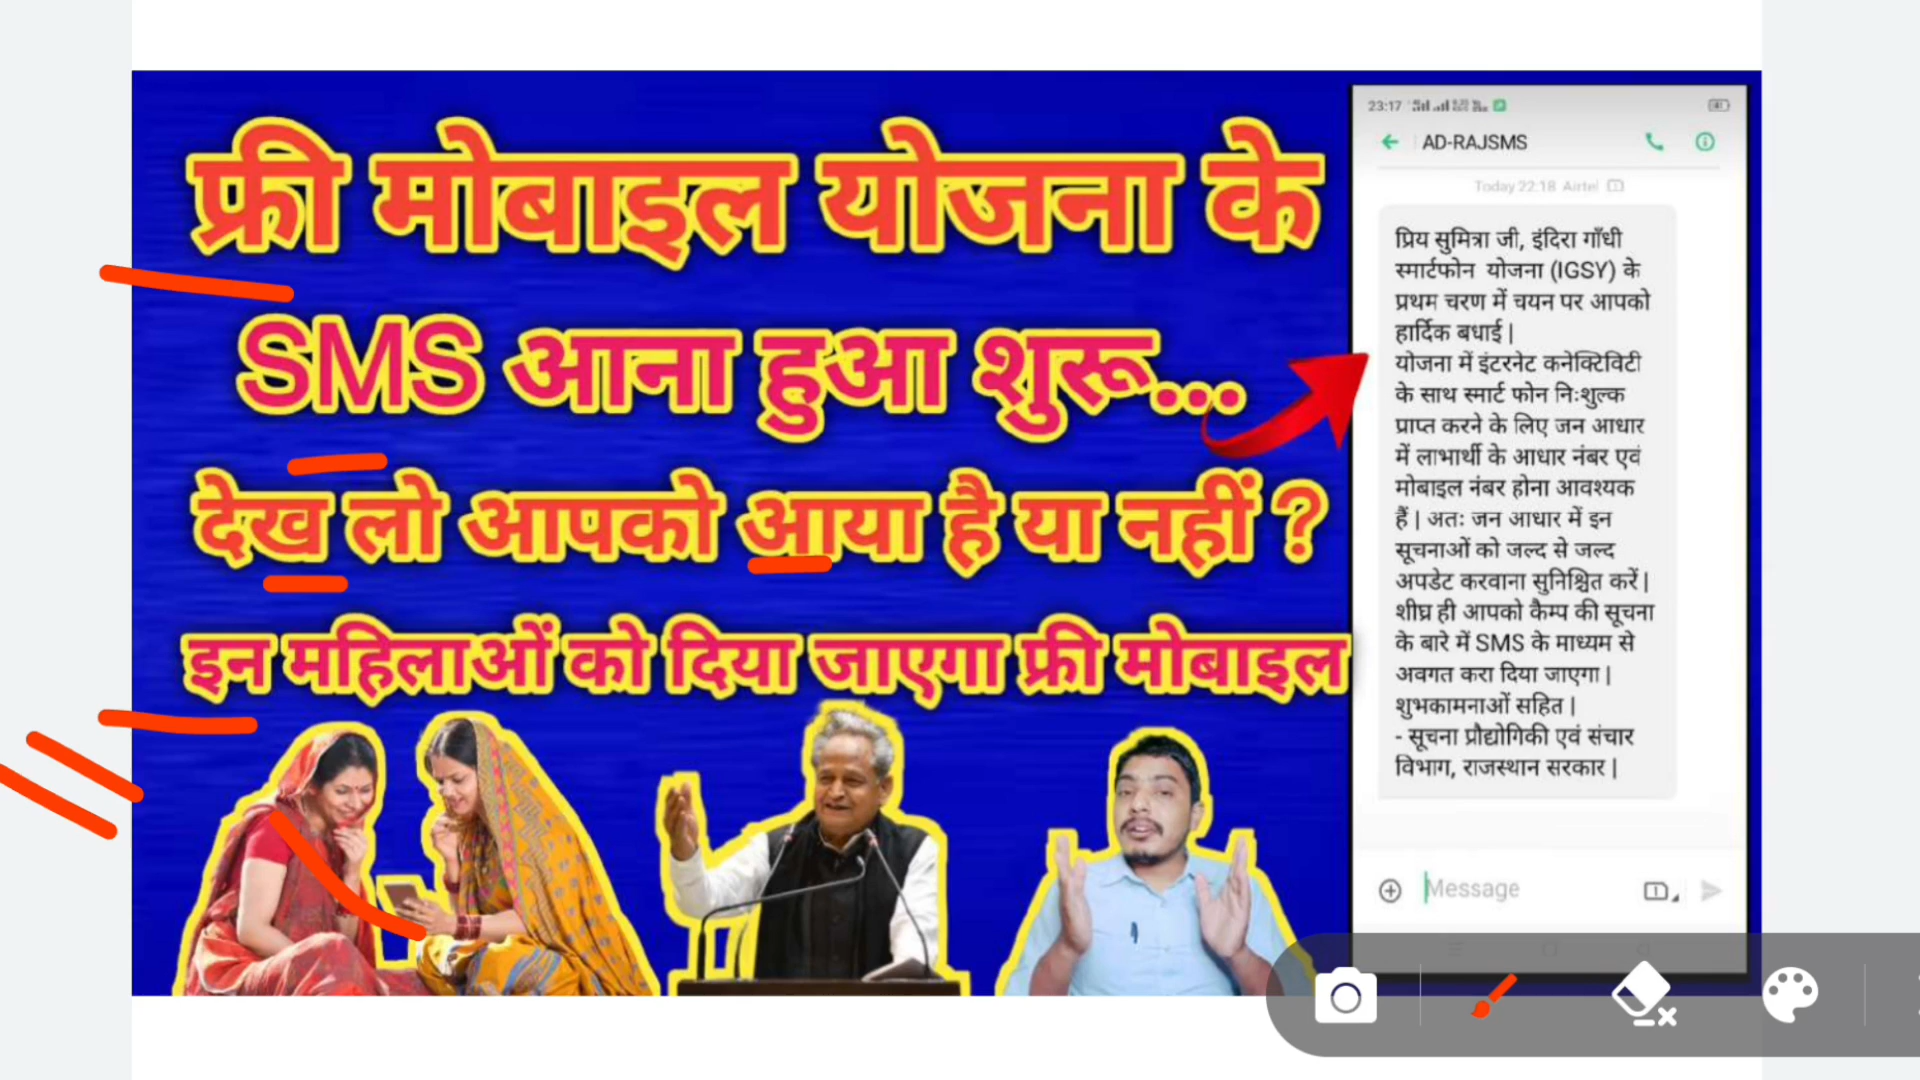 फ्री मोबाइल योजना के
SMS आना हुआ शुरू...
देख लो आपको आया है या नहीं ?
इन महिलाओं को दिया जाएगा फ्री मोबाइल
23:17
AD-RAJSMS
Today 22:18 Airtel
प्रिय सुमित्रा जी, इंदिरा गाँधी
स्मार्टफोन योजना (IGSY) के
प्रथम चरण में चयन पर आपको
हार्दिक बधाई |
योजना में इंटरनेट कनेक्टिविटी
के साथ स्मार्ट फोन निःशुल्क
प्राप्त करने के लिए जन आधार
में लाभार्थी के आधार नंबर एवं
मोबाइल नंबर होना आवश्यक
हैं | अतः जन आधार में इन
सूचनाओं को जल्द से जल्द
अपडेट करवाना सुनिश्चित करें |
शीघ्र ही आपको कैम्प की सूचना
के बारे में SMS के माध्यम से
अवगत करा दिया जाएगा |
शुभकामनाओं सहित |
- सूचना प्रौद्योगिकी एवं संचार
विभाग, राजस्थान सरकार |
Message